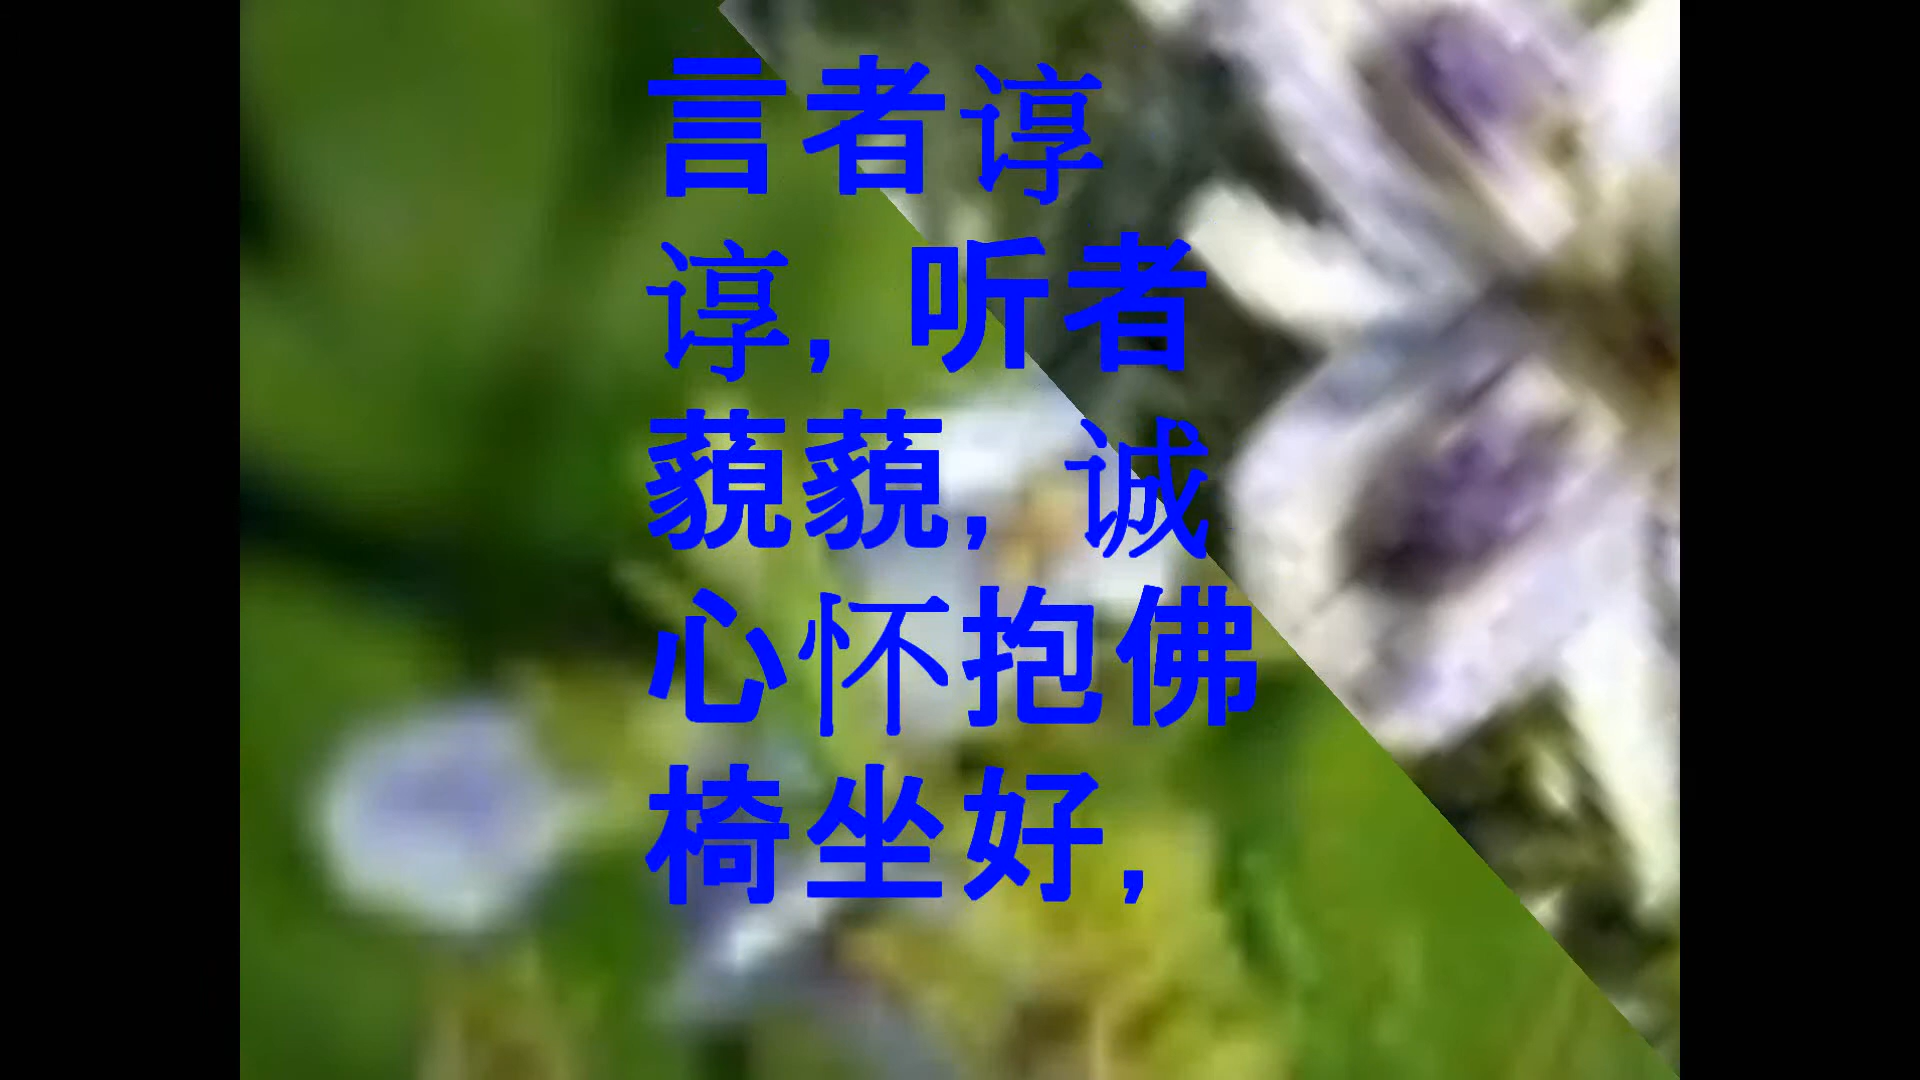 言者谆
谆，听者
藐藐，诚
心怀抱佛
椅坐好，